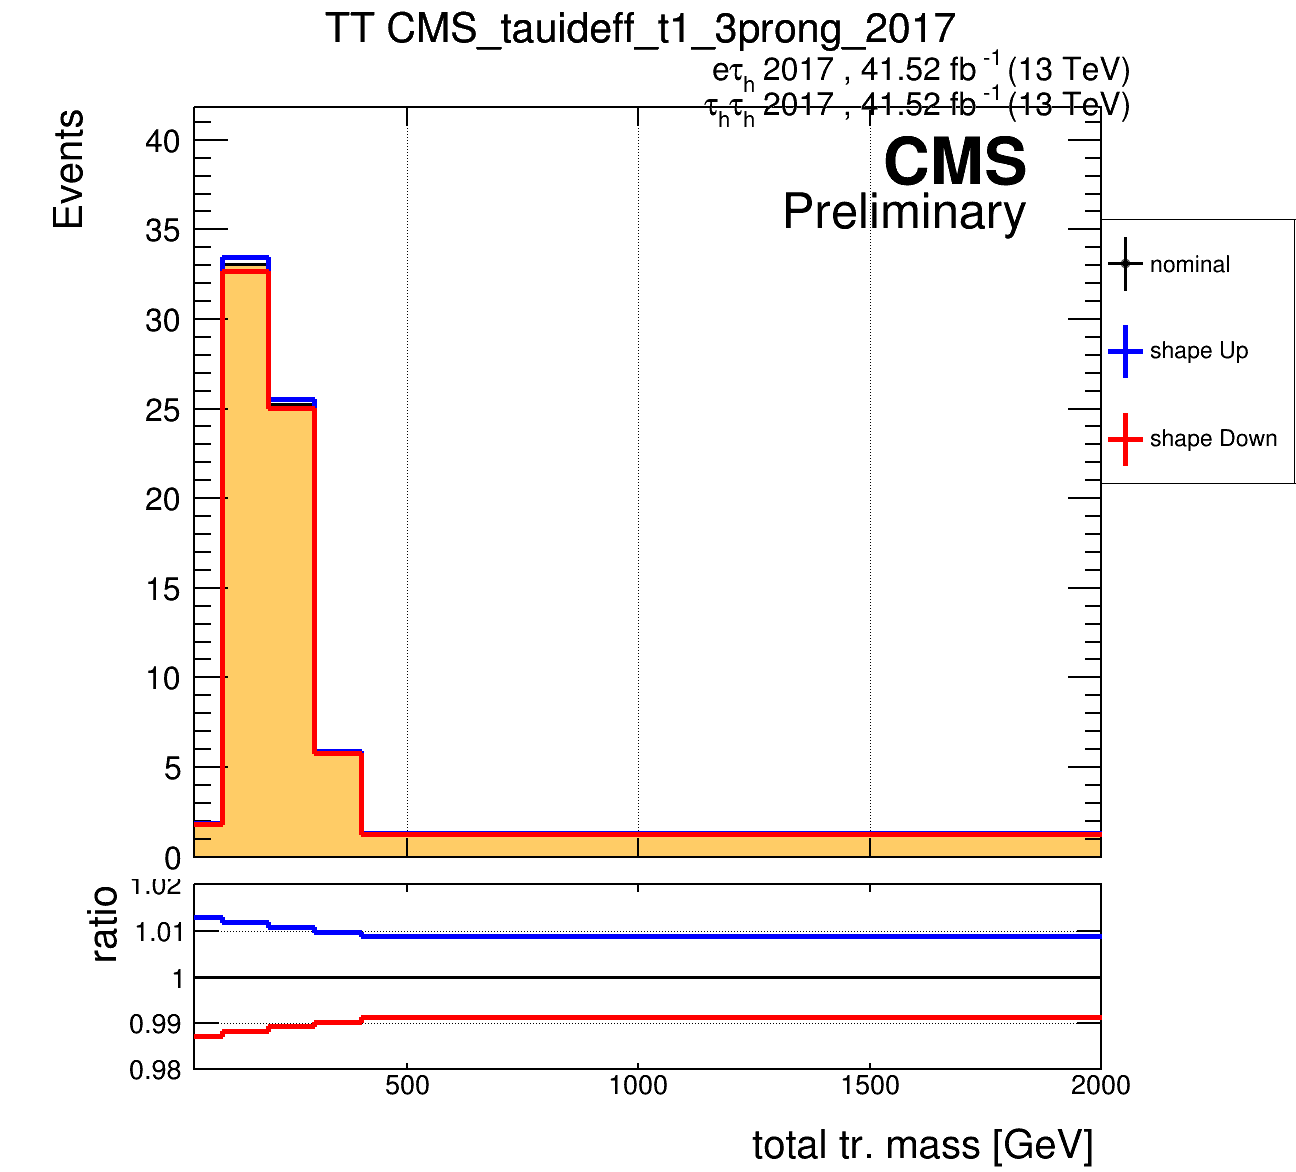 TT CMS_tauideff_t1_3prong_2017
eτh 2017 , 41.52 fb-1 (13 TeV)
τhτh 2017 , 41.52 fb-1 (13 TeV)
CMS
Preliminary
Events
40
35
30
25
20
15
10
5
0
nominal
shape Up
shape Down
ratio
1.02
1.01
1
0.99
0.98
500 1000 1500 2000
total tr. mass [GeV]